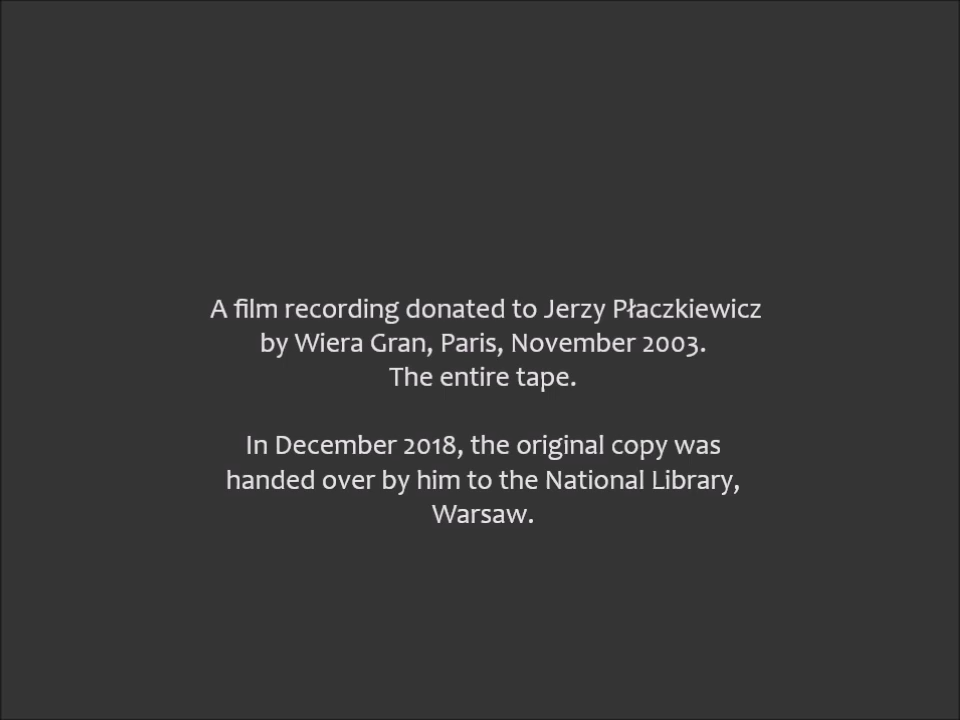 A film recording donated to Jerzy Płaczkiewicz
by Wiera Gran, Paris, November 2003.
The entire tape.
In December 2018, the original copy was
handed over by him to the National Library,
Warsaw.